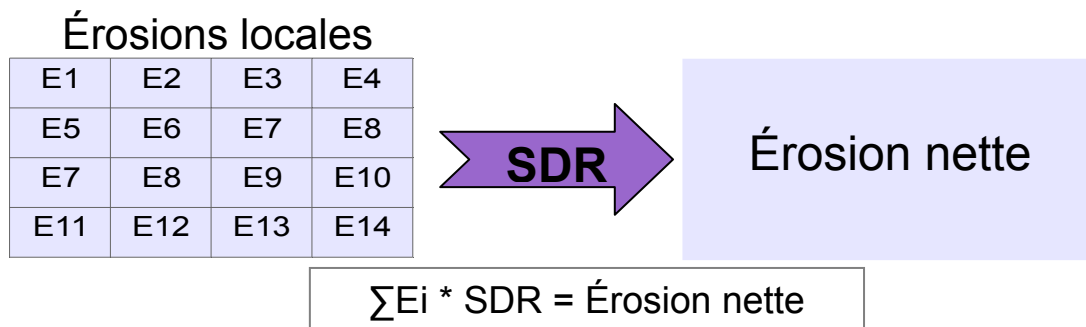 Érosions locales
E1 E2 E3 E4
E5 E6 E7 E8
E7 E8 E9 E10
E11 E12 E13 E14
SDR
Érosion nette
∑Ei * SDR = Érosion nette